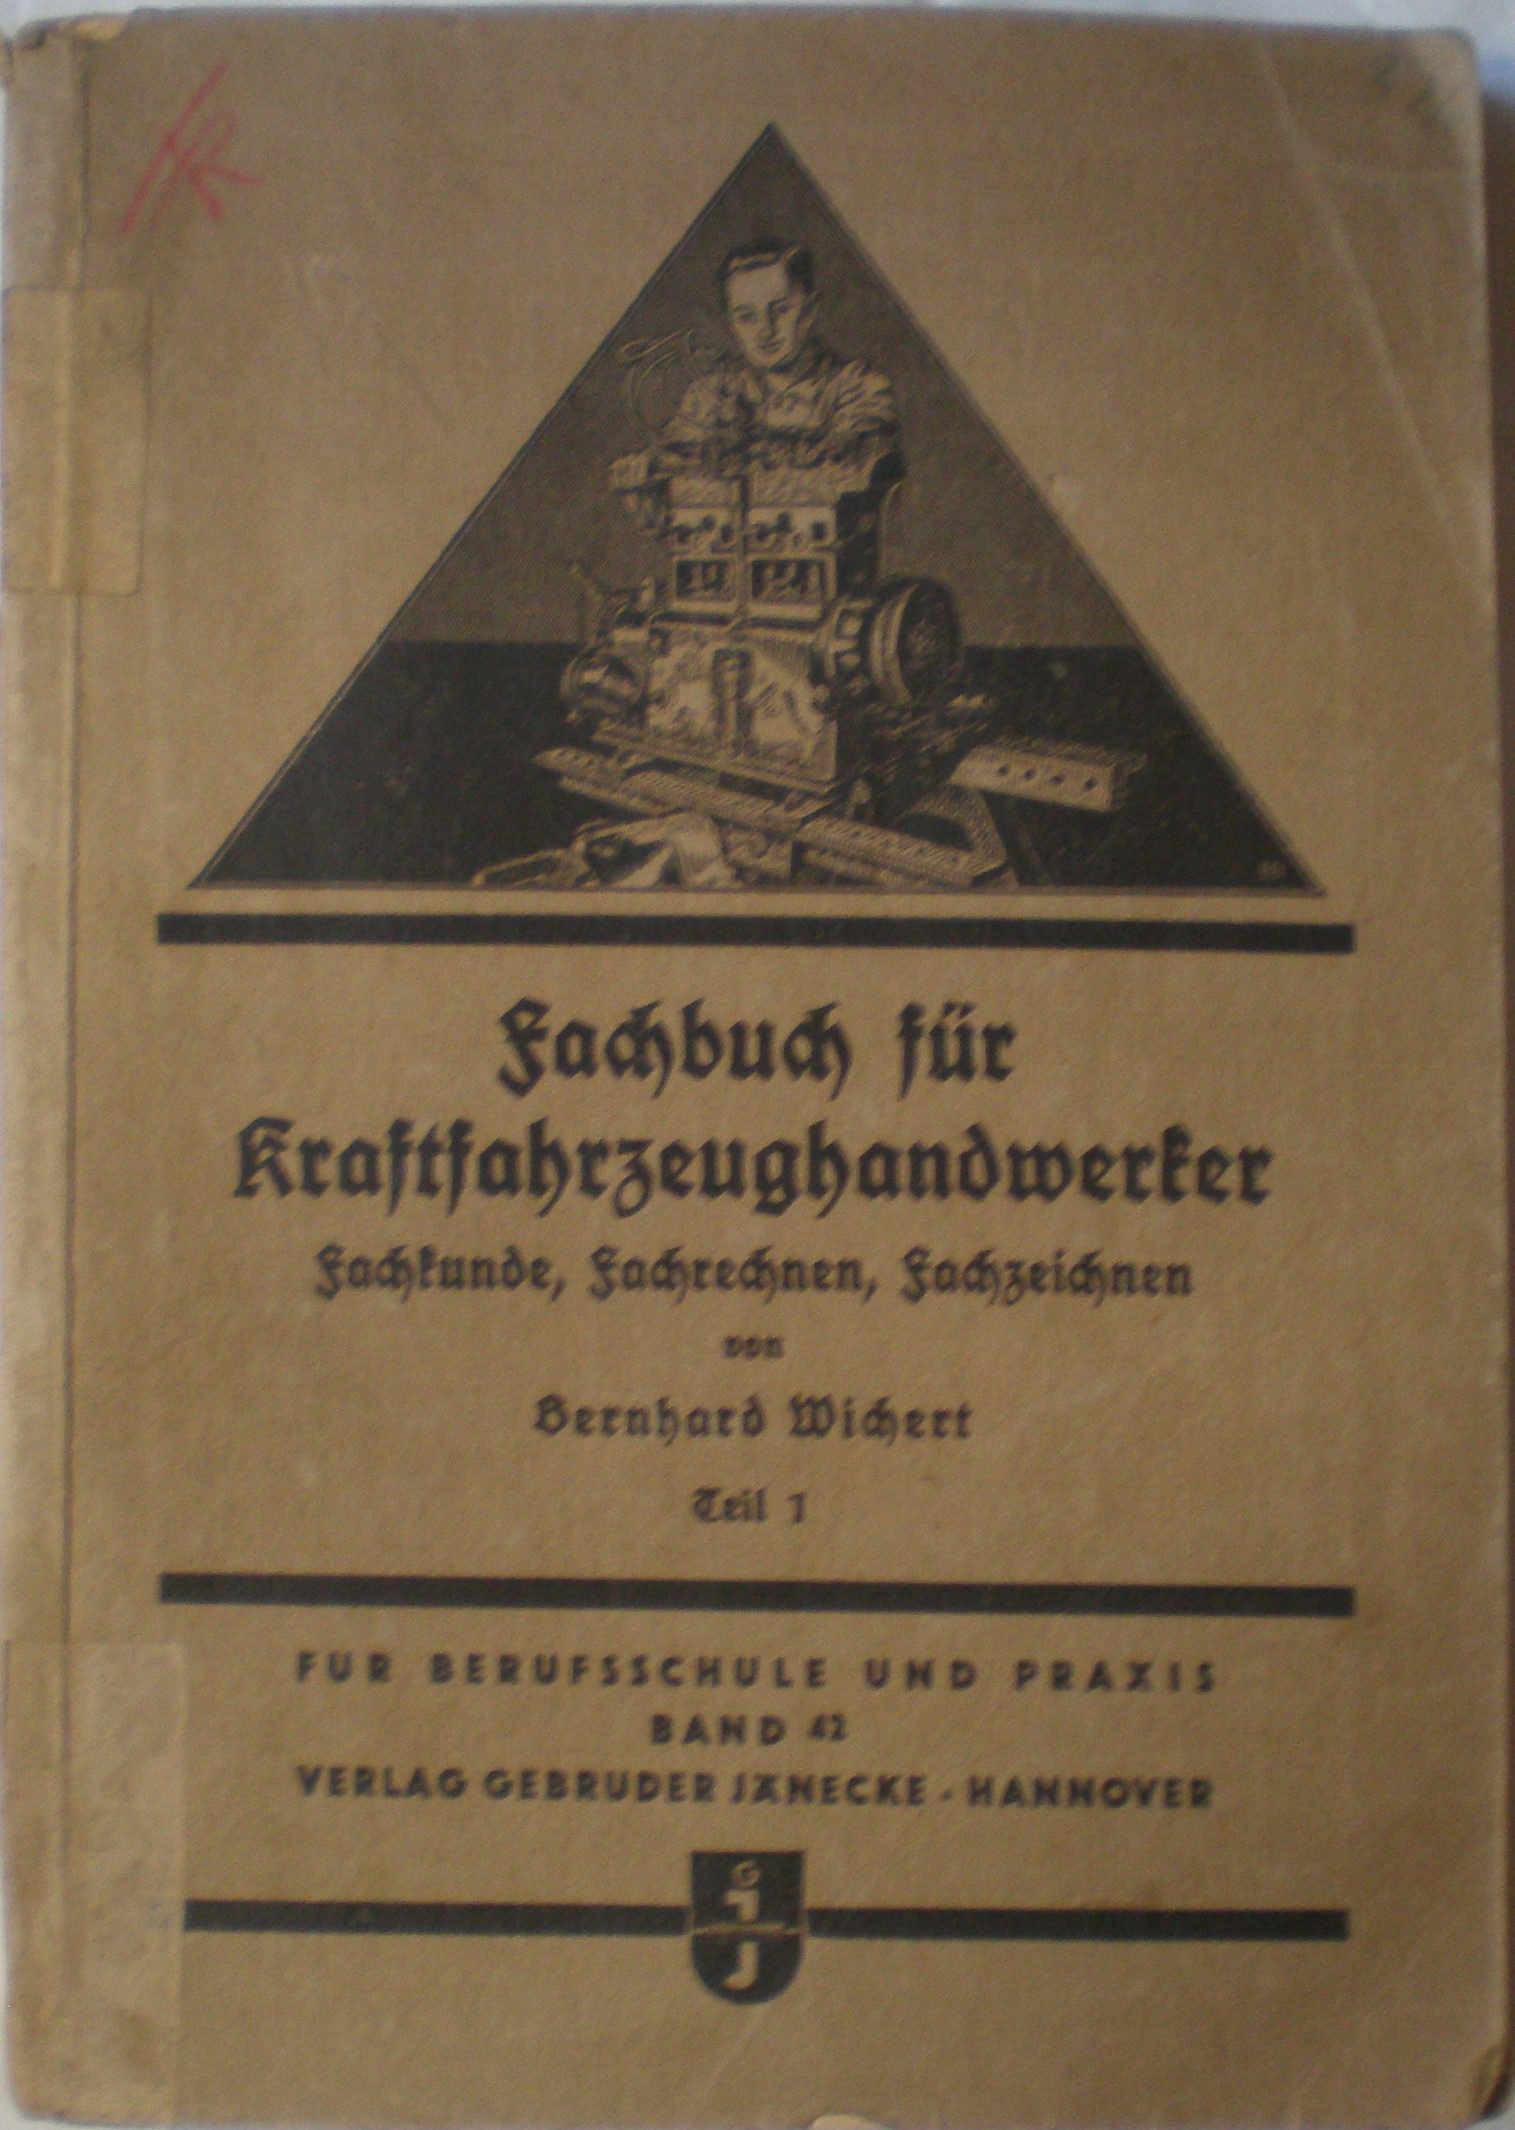 Fachbuch für
Kraftfahrzeughandwerker
Fachkunde, Fachrechnen, Fachzeichnen
von
Bernhard Wichert
Teil 1
FÜR BERUFSSCHULE UND PRAXIS
BAND 42
VERLAG GEBRÜDER JÄNECKE · HANNOVER
G
J